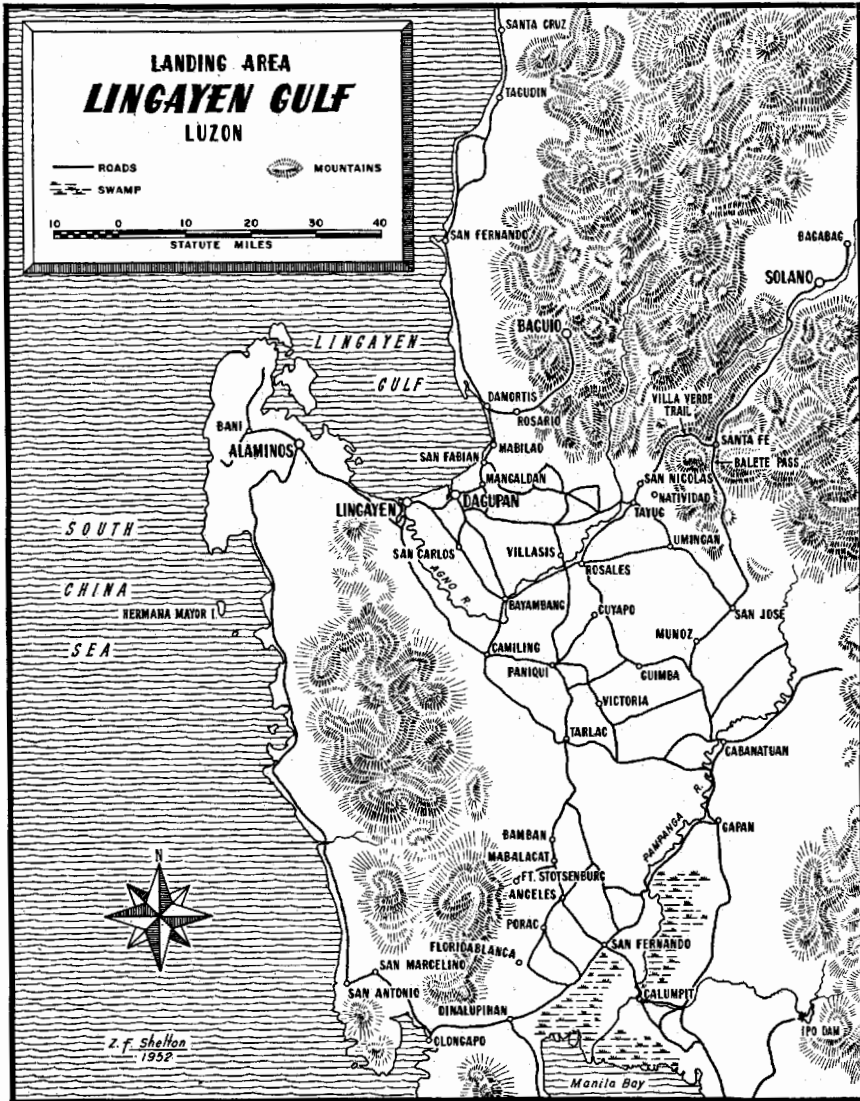 LANDING AREA
LINGAYEN GULF
LUZON
ROADS
MOUNTAINS
SWAMP
10 0 10 20 30 40
STATUTE MILES
SANTA CRUZ
TAGUDIN
SAN FERNANDO
BAGABAG
SOLANO
BAGUIO
LINGAYEN
GULF
DAMORTIS
ROSARIO
VILLA VERDE
TRAIL
BANI
ALAMINOS
SANTA FE
MABILAO
SAN FABIAN
BALETE PASS
MANGALDAN
SAN NICOLAS
NATIVIDAD
DAGUPAN
LINGAYEN
TAYUG
SOUTH
CHINA
SEA
UMINGAN
SAN CARLOS
VILLASIS
ROSALES
AGNO R.
HERMANA MAYOR I.
BAYAMBANG
CUYAPO
SAN JOSE
MUNOZ
CAMILING
PANIQUI
GUIMBA
VICTORIA
TARLAC
CABANATUAN
PAMPANGA R.
GAPAN
BAMBAN
MABALACAT
FT. STOTSENBURG
ANGELES
N
PORAC
FLORIDABLANCA
SAN FERNANDO
SAN MARCELINO
SAN ANTONIO
CALUMPIT
DINALUPIHAN
IPO DAM
OLONGAPO
Z.F. Shelton
1952
Manila Bay